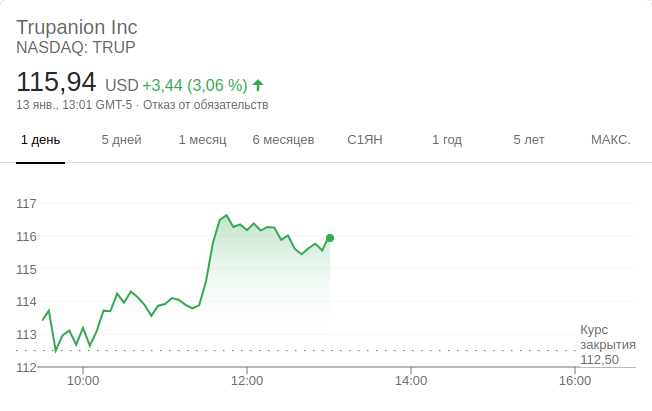 Trupanion Inc
NASDAQ: TRUP
115,94 USD +3,44 (3,06 %)
13 янв., 13:01 GMT-5 · Отказ от обязательств
1 день 5 дней 1 месяц 6 месяцев С1ЯН 1 год 5 лет МАКС.
117
116
115
114
113
112
Курс
закрытия
112,50
10:00 12:00 14:00 16:00